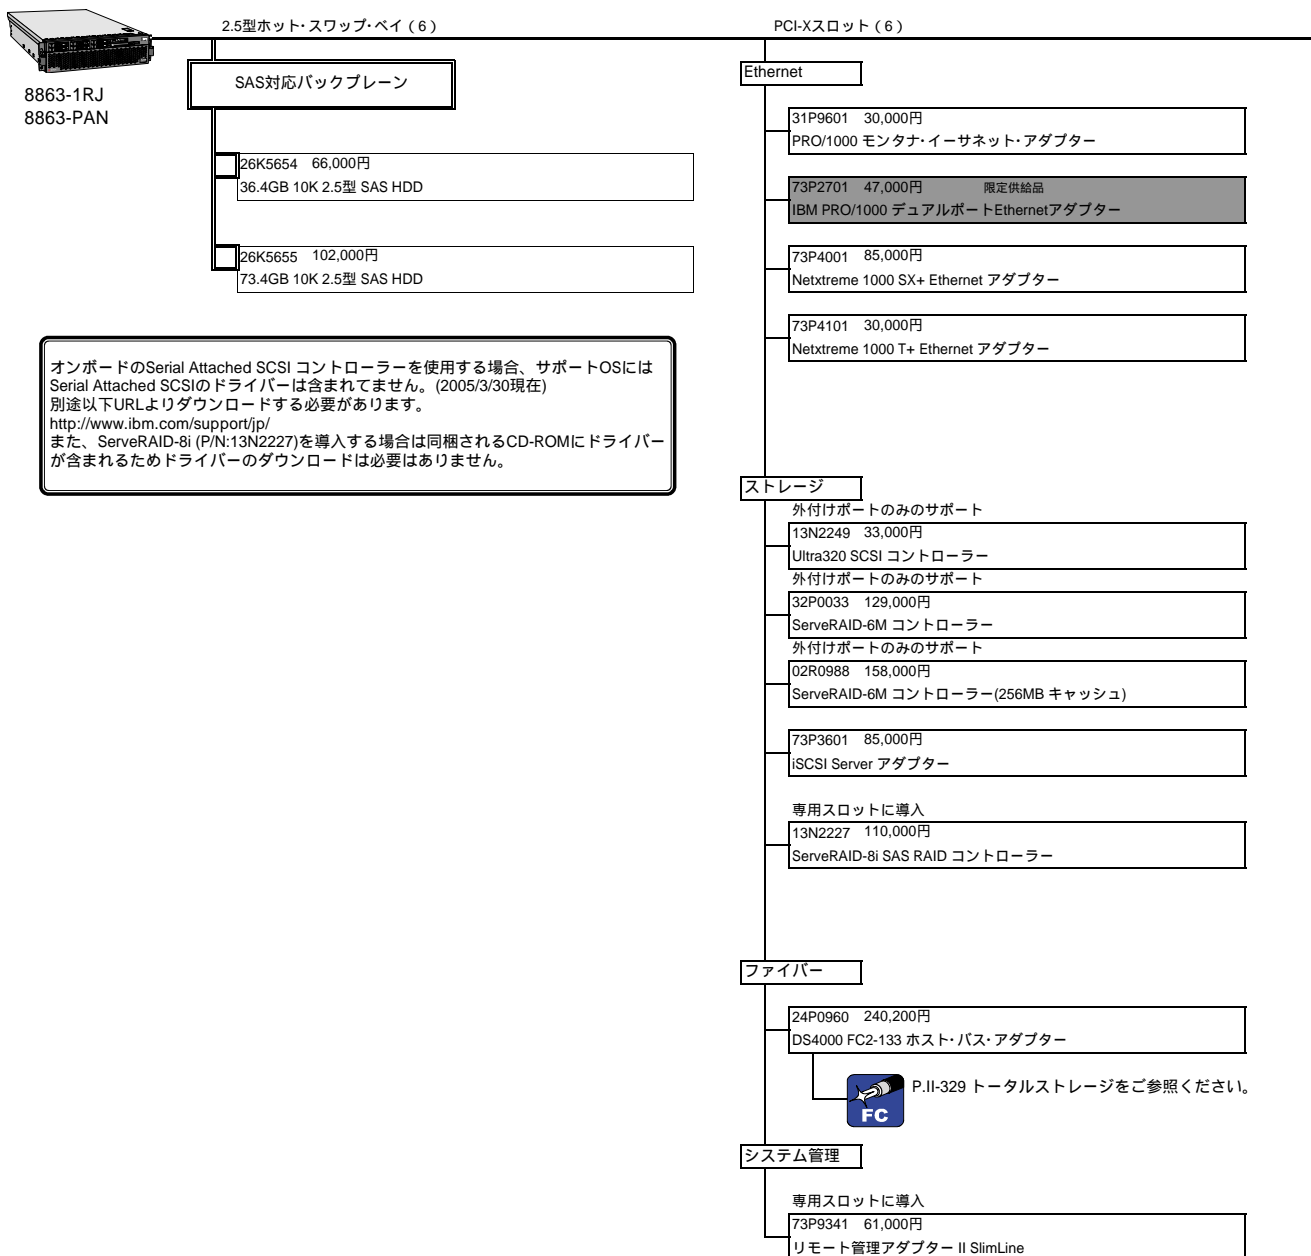 2.5型ホット・スワップ・ベイ（6）
PCI-Xスロット（6）
8863-1RJ
8863-PAN
SAS対応バックプレーン
26K5654 66,000円
36.4GB 10K 2.5型 SAS HDD
26K5655 102,000円
73.4GB 10K 2.5型 SAS HDD
オンボードのSerial Attached SCSI コントローラーを使用する場合、サポートOSには
Serial Attached SCSIのドライバーは含まれてません。(2005/3/30現在)
別途以下URLよりダウンロードする必要があります。
http://www.ibm.com/support/jp/
また、ServeRAID-8i (P/N:13N2227)を導入する場合は同梱されるCD-ROMにドライバー
が含まれるためドライバーのダウンロードは必要はありません。
Ethernet
31P9601 30,000円
PRO/1000 モンタナ・イーサネット・アダプター
73P2701 47,000円 限定供給品
IBM PRO/1000 デュアルポートEthernetアダプター
73P4001 85,000円
Netxtreme 1000 SX+ Ethernet アダプター
73P4101 30,000円
Netxtreme 1000 T+ Ethernet アダプター
ストレージ
外付けポートのみのサポート
13N2249 33,000円
Ultra320 SCSI コントローラー
外付けポートのみのサポート
32P0033 129,000円
ServeRAID-6M コントローラー
外付けポートのみのサポート
02R0988 158,000円
ServeRAID-6M コントローラー(256MB キャッシュ)
73P3601 85,000円
iSCSI Server アダプター
専用スロットに導入
13N2227 110,000円
ServeRAID-8i SAS RAID コントローラー
ファイバー
24P0960 240,200円
DS4000 FC2-133 ホスト・バス・アダプター
P.II-329 トータルストレージをご参照ください。
FC
システム管理
専用スロットに導入
73P9341 61,000円
リモート管理アダプター II SlimLine